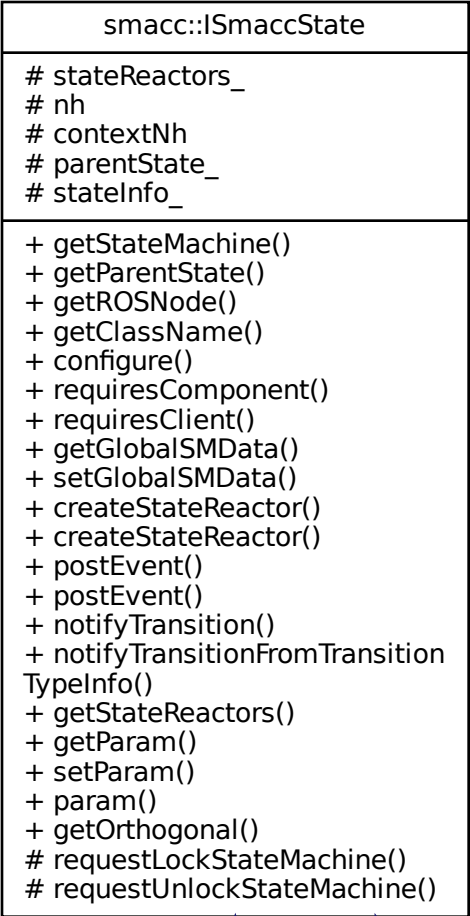 smacc::ISmaccState
# stateReactors_
# nh
# contextNh
# parentState_
# stateInfo_
+ getStateMachine()
+ getParentState()
+ getROSNode()
+ getClassName()
+ configure()
+ requiresComponent()
+ requiresClient()
+ getGlobalSMData()
+ setGlobalSMData()
+ createStateReactor()
+ createStateReactor()
+ postEvent()
+ postEvent()
+ notifyTransition()
+ notifyTransitionFromTransition
TypeInfo()
+ getStateReactors()
+ getParam()
+ setParam()
+ param()
+ getOrthogonal()
# requestLockStateMachine()
# requestUnlockStateMachine()